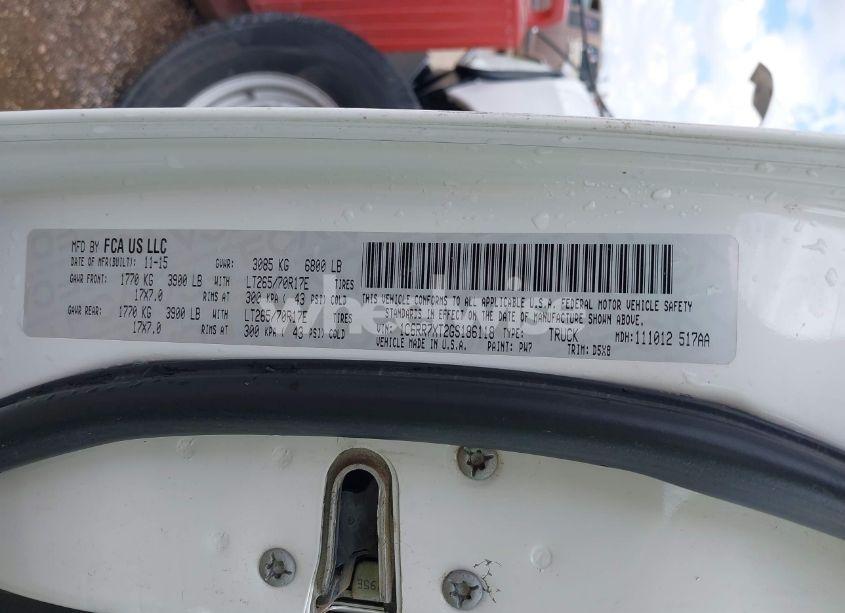 MFD BY FCA US LLC
DATE OF MFR(BUILT): 11-15 GVWR: 3085 KG 6800 LB
GAWR FRONT: 1770 KG 3900 LB WITH LT265/70R17E TIRES
17X7.0 RIMS AT 300 KPA ( 43 PSI) COLD
GAWR REAR: 1770 KG 3900 LB WITH LT265/70R17E TIRES
17X7.0 RIMS AT 300 KPA ( 43 PSI) COLD
THIS VEHICLE CONFORMS TO ALL APPLICABLE U.S.A. FEDERAL MOTOR VEHICLE SAFETY
STANDARDS IN EFFECT ON THE DATE OF MANUFACTURE SHOWN ABOVE.
VIN: 1C6RR7XT2GS186118 TYPE: TRUCK MDH: 111012 517AA
VEHICLE MADE IN U.S.A. PAINT: PW7 TRIM: D5X8